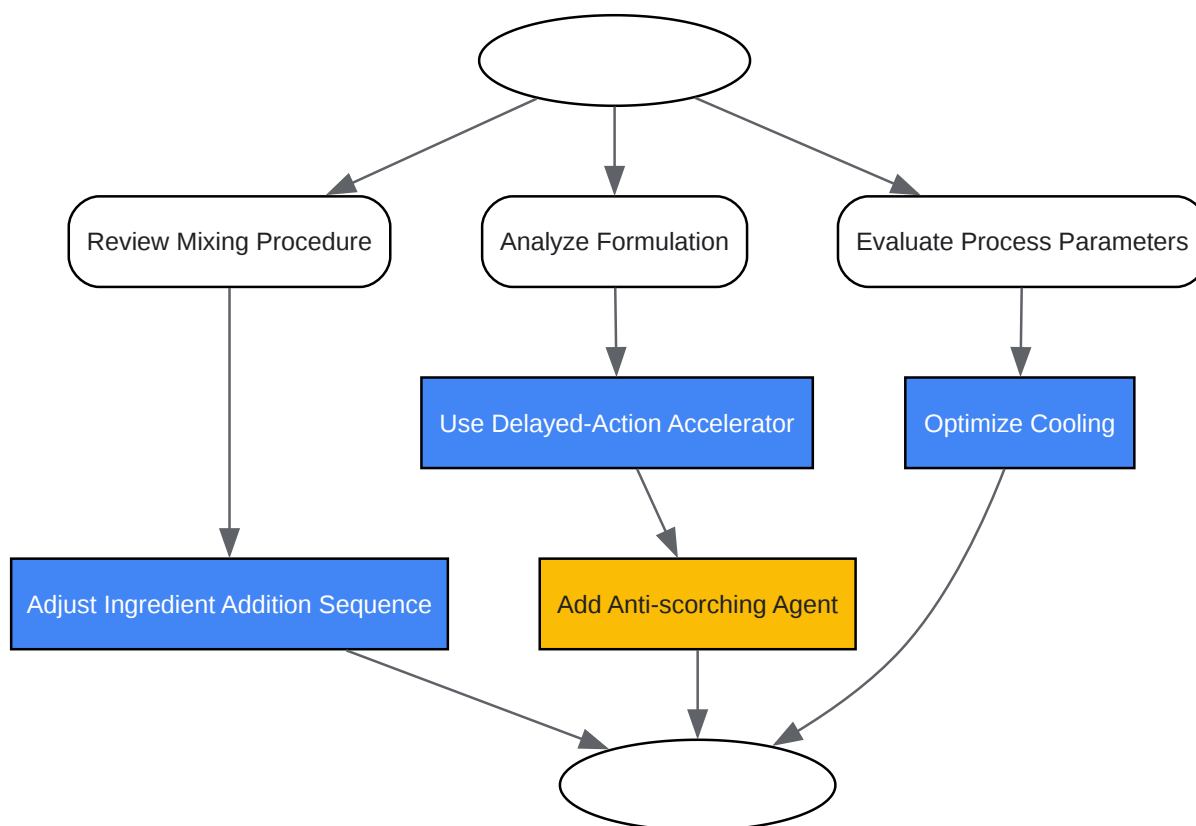 Review Mixing Procedure
Analyze Formulation
Evaluate Process Parameters
Use Delayed-Action Accelerator
Optimize Cooling
Adjust Ingredient Addition Sequence
Add Anti-scorching Agent